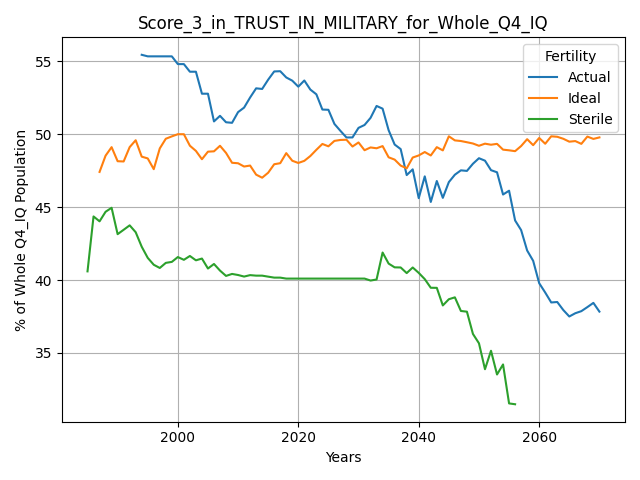 Score_3_in_TRUST_IN_MILITARY_for_Whole_Q4_IQ
Fertility
Actual
Ideal
Sterile
% of Whole Q4_IQ Population
55
50
45
40
35
2000
2020
2040
2060
Years